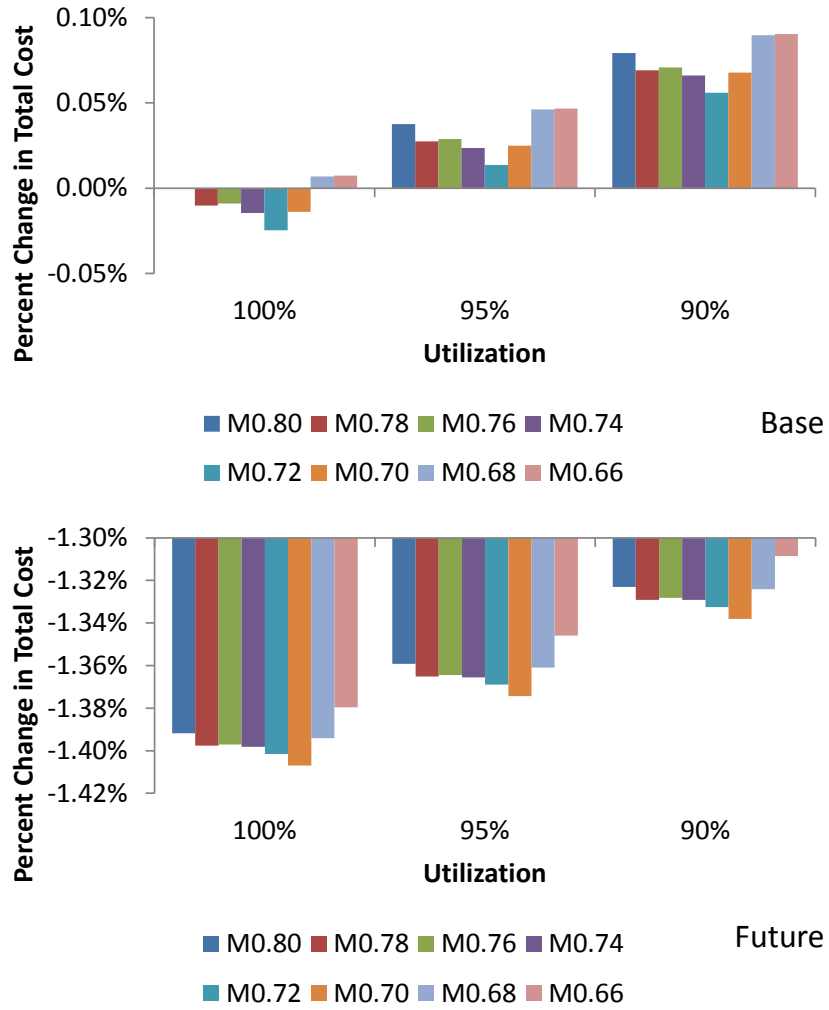 Percent Change in Total Cost
0.10%
0.05%
0.00%
-0.05%
100% 95% 90%
Utilization
M0.80 M0.78 M0.76 M0.74
Base
M0.72 M0.70 M0.68 M0.66
Percent Change in Total Cost
-1.30%
-1.32%
-1.34%
-1.36%
-1.38%
-1.40%
-1.42%
100% 95% 90%
Utilization
M0.80 M0.78 M0.76 M0.74
Future
M0.72 M0.70 M0.68 M0.66